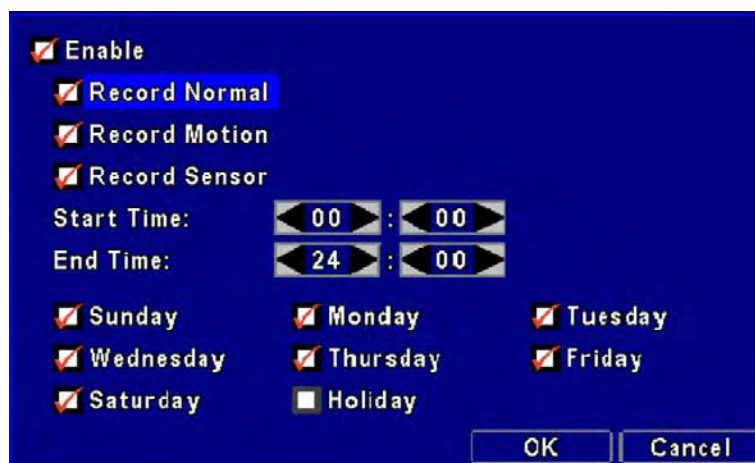 Enable
Record Normal
Record Motion
Record Sensor
Start Time: 00 : 00
End Time: 24 : 00
Sunday Monday Tuesday
Wednesday Thursday Friday
Saturday Holiday
OK Cancel